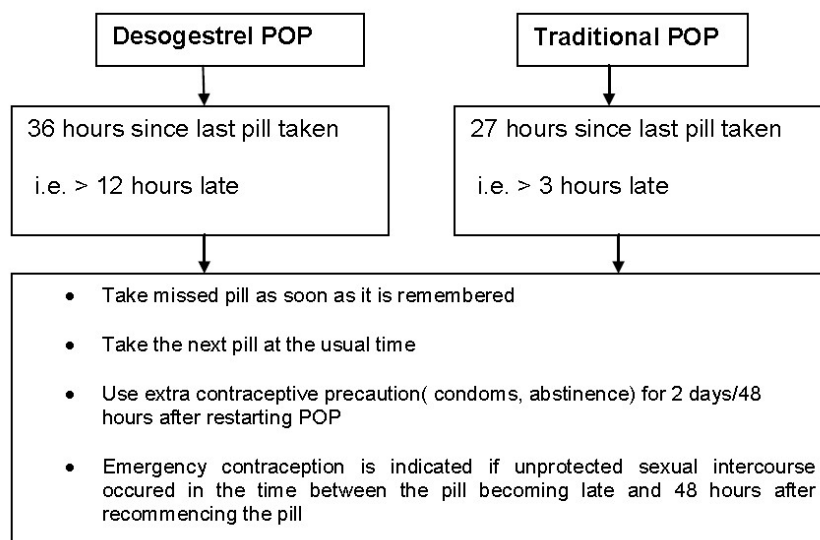 Desogestrel POP
Traditional POP
36 hours since last pill taken
i.e. > 12 hours late
27 hours since last pill taken
i.e. > 3 hours late
• Take missed pill as soon as it is remembered
• Take the next pill at the usual time
• Use extra contraceptive precaution( condoms, abstinence) for 2 days/48
hours after restarting POP
• Emergency contraception is indicated if unprotected sexual intercourse
occured in the time between the pill becoming late and 48 hours after
recommencing the pill